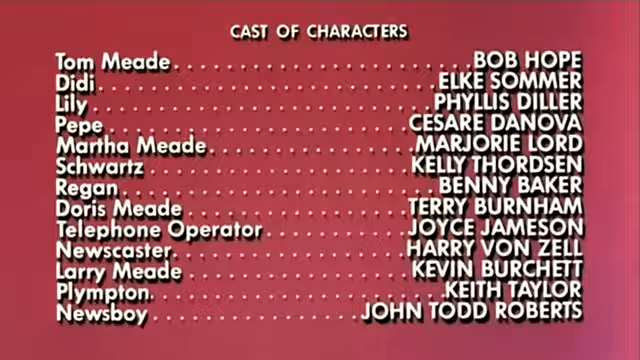 CAST OF CHARACTERS
Tom Meade.......................BOB HOPE
Didi............................ELKE SOMMER
Lily............................PHYLLIS DILLER
Pepe............................CESARE DANOVA
Martha Meade....................MARJORIE LORD
Schwartz........................KELLY THORDSEN
Regan...........................BENNY BAKER
Doris Meade.....................TERRY BURNHAM
Telephone Operator..............JOYCE JAMESON
Newscaster......................HARRY VON ZELL
Larry Meade.....................KEVIN BURCHETT
Plympton........................KEITH TAYLOR
Newsboy.........................JOHN TODD ROBERTS